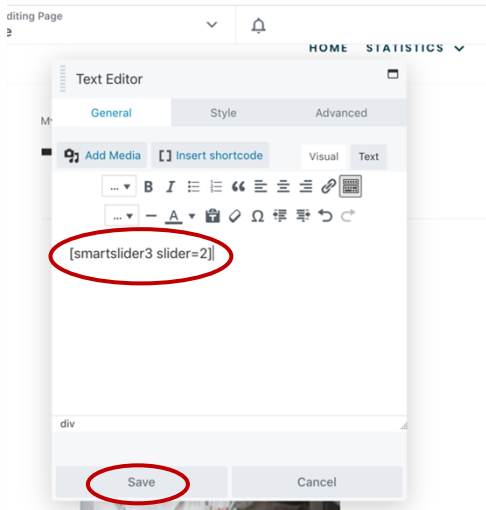 diting Page
e
HOME STATISTICS
Text Editor
General Style Advanced
My
Add Media [] Insert shortcode Visual Text
... B I
... A Ω
[smartslider3 slider=2]
div
Save Cancel